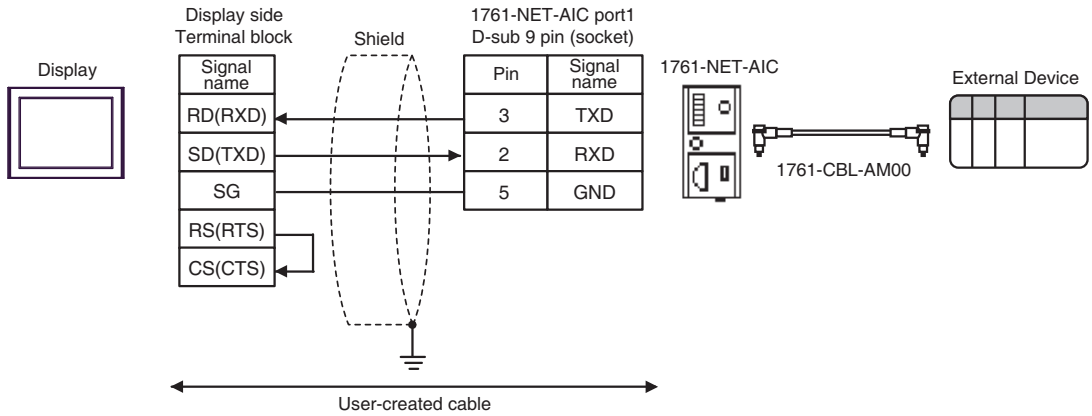 Display
Display side
Terminal block
Shield
1761-NET-AIC port1
D-sub 9 pin (socket)
Signal
name
RD(RXD)
SD(TXD)
SG
RS(RTS)
CS(CTS)
Pin
Signal
name
3
TXD
2
RXD
5
GND
1761-NET-AIC
1761-CBL-AM00
External Device
User-created cable